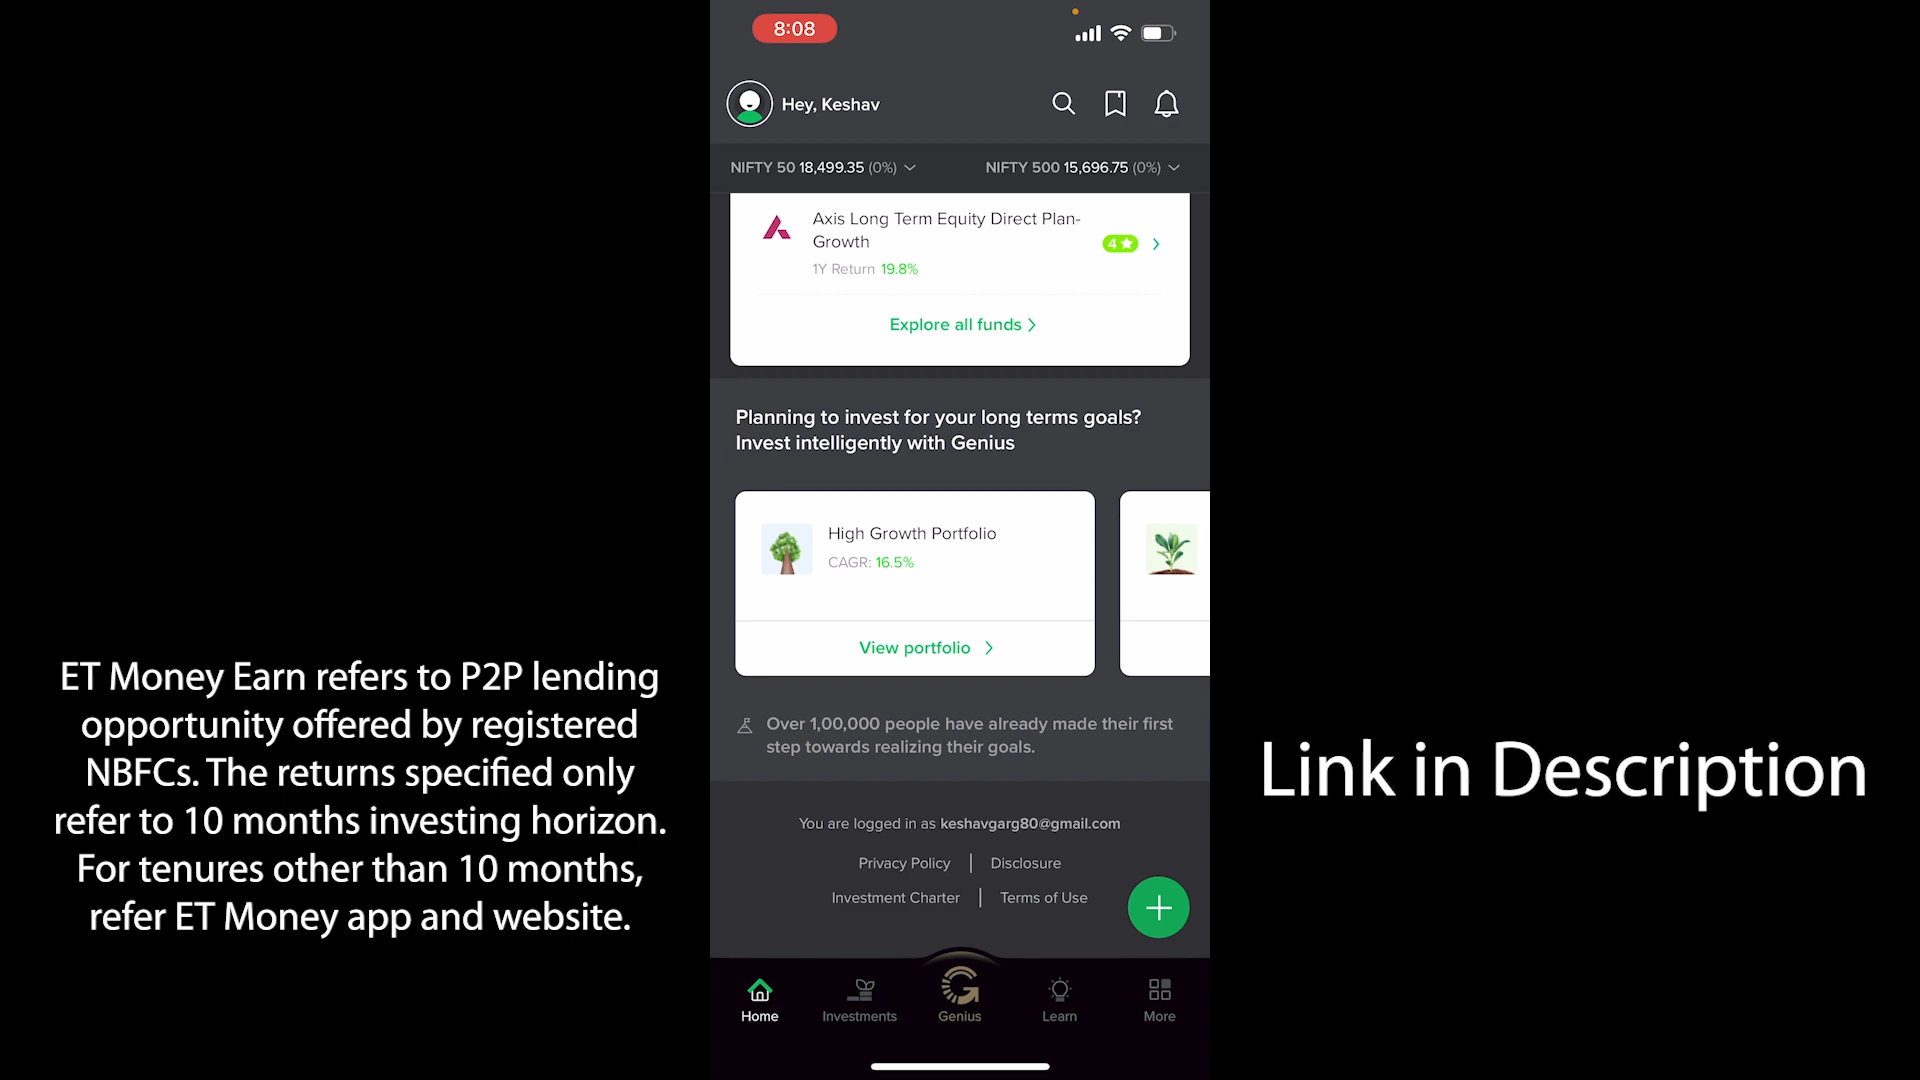 8:08
Hey, Keshav
NIFTY 50 18,499.35 (0%)
NIFTY 500 15,696.75 (0%)
Axis Long Term Equity Direct Plan-
Growth
4
1Y Return 19.8%
Explore all funds
Planning to invest for your long terms goals?
Invest intelligently with Genius
High Growth Portfolio
CAGR: 16.5%
View portfolio
Over 1,00,000 people have already made their first
step towards realizing their goals.
You are logged in as keshavgarg80@gmail.com
Privacy Policy | Disclosure
Investment Charter | Terms of Use
Home
Investments
Genius
Learn
More
ET Money Earn refers to P2P lending
opportunity offered by registered
NBFCs. The returns specified only
refer to 10 months investing horizon.
For tenures other than 10 months,
refer ET Money app and website.
Link in Description